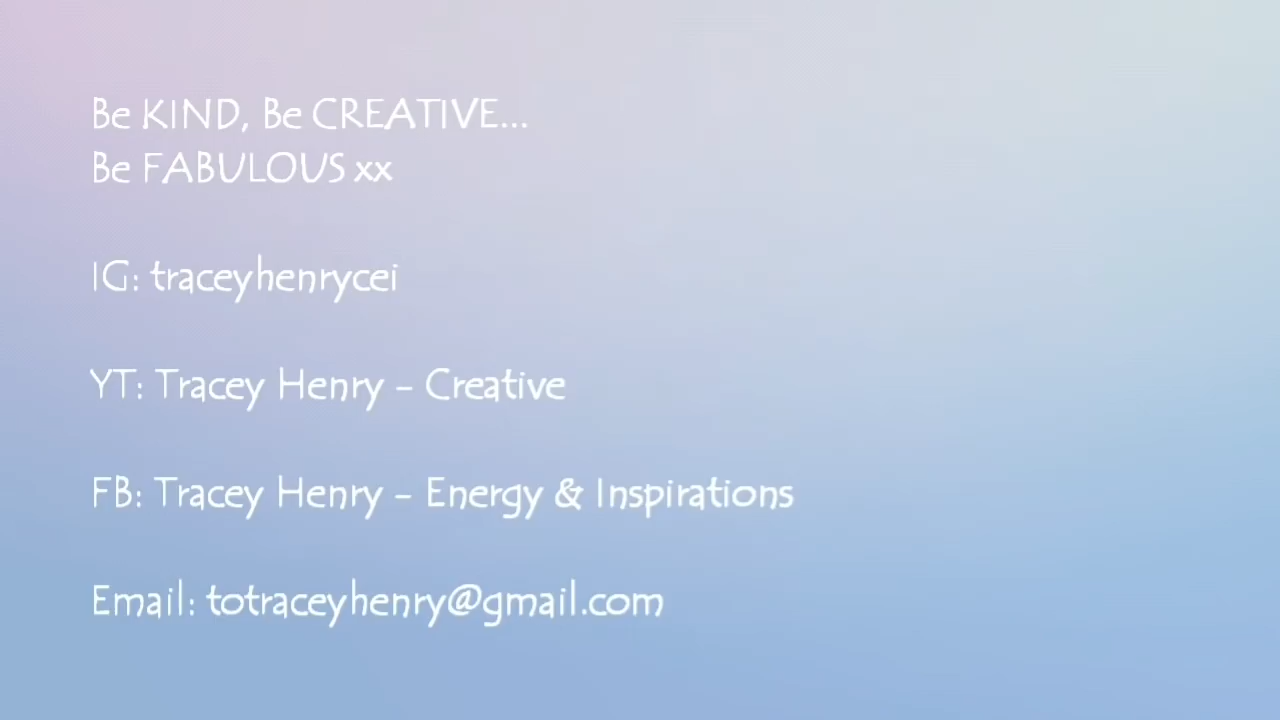 Be KIND, Be CREATIVE...
Be FABULOUS xx
IG: traceyhenrycei
YT: Tracey Henry - Creative
FB: Tracey Henry - Energy & Inspirations
Email: totraceyhenry@gmail.com